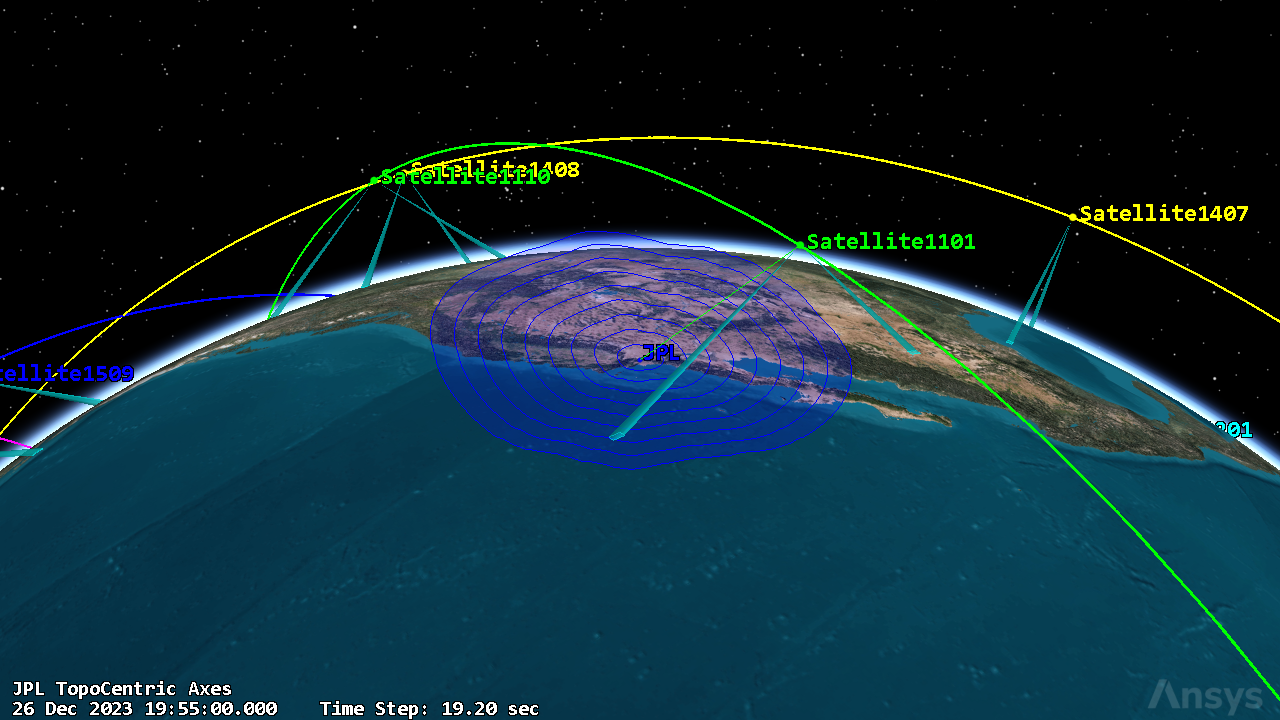 Satellite1408
Satellite1110
Satellite1407
Satellite1101
JPL
tellite1509
201
JPL TopoCentric Axes
26 Dec 2023 19:55:00.000 Time Step: 19.20 sec
Ansys